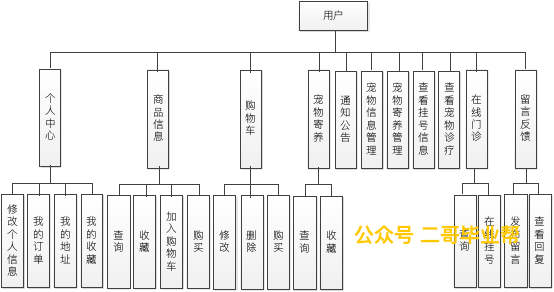 用户
个人中心
商品信息
购物车
宠物寄养
通知公告
宠物信息管理
宠物寄养管理
查看挂号信息
查看宠物诊疗
在线门诊
留言反馈
修改个人信息
我的订单
我的地址
我的收藏
查询
收藏
加入购物车
购买
修改
删除
购买
查询
收藏
查询
在线挂号
发布留言
查看回复
公众号 二哥毕业帮